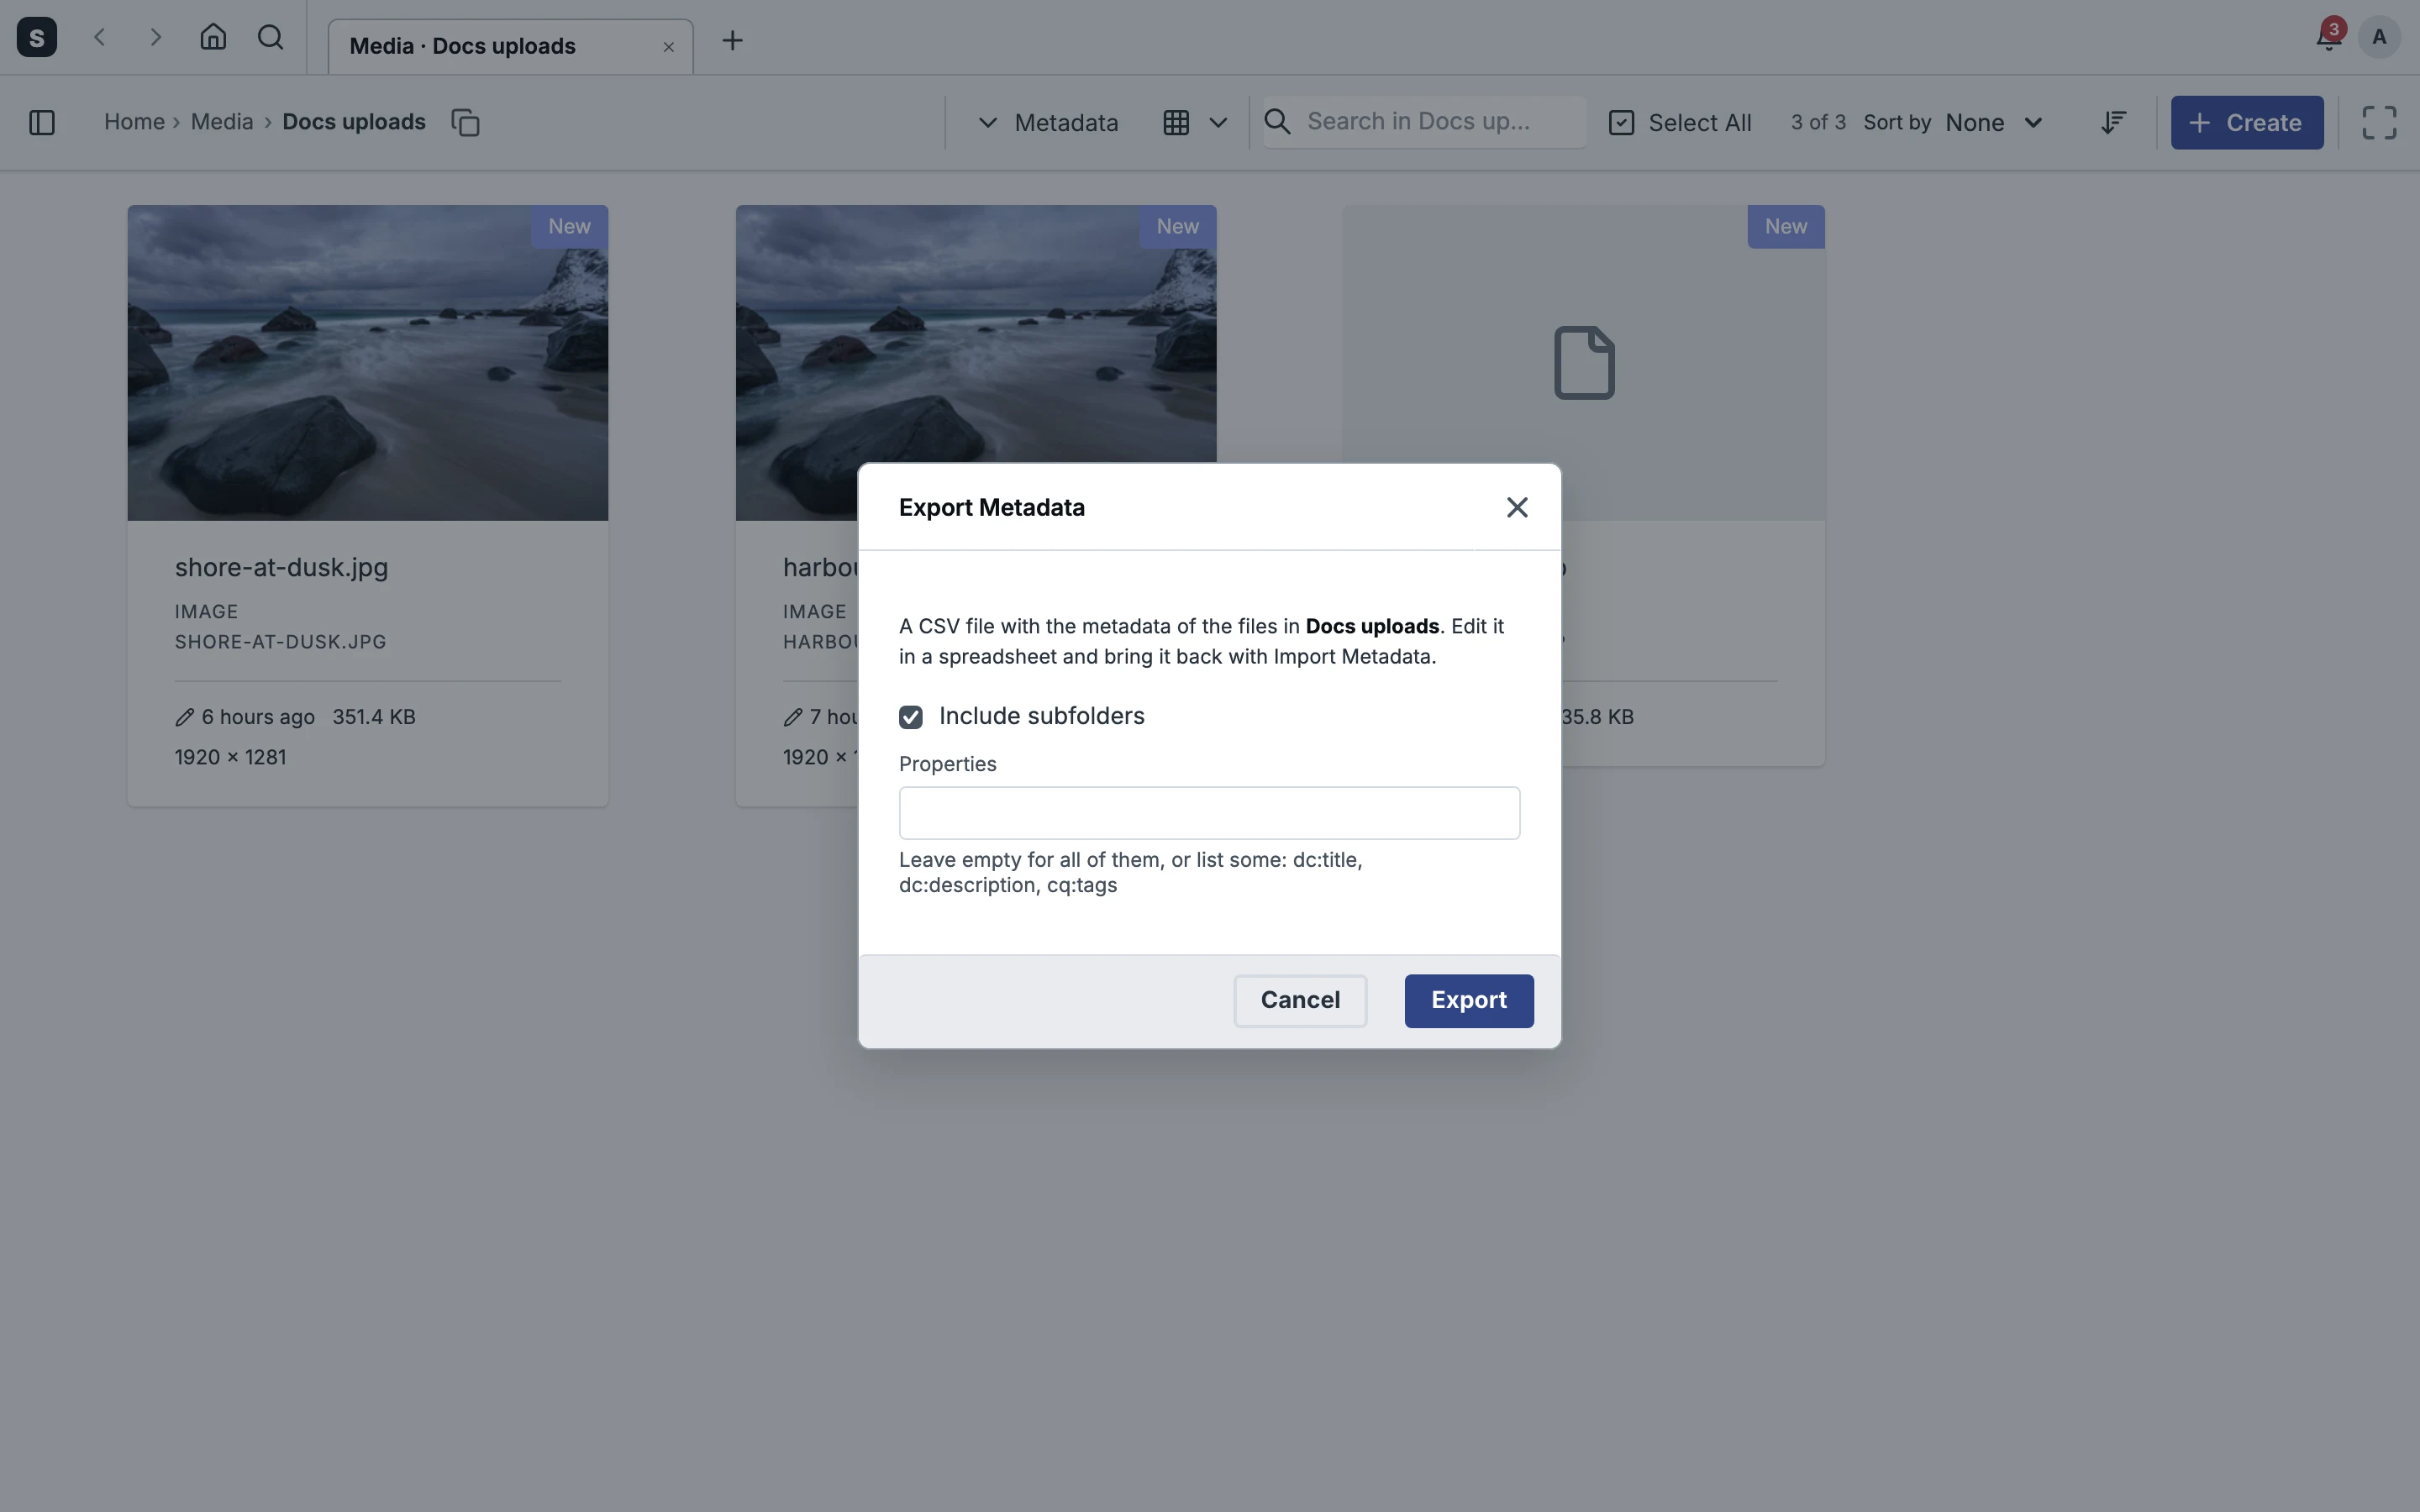 S
Media · Docs uploads
3
A
Home › Media › Docs uploads
Metadata
Search in Docs up...
Select All
3 of 3
Sort by None
Create
New
New
New
Export Metadata
A CSV file with the metadata of the files in Docs uploads. Edit it
in a spreadsheet and bring it back with Import Metadata.
Include subfolders
Properties
Leave empty for all of them, or list some: dc:title,
dc:description, cq:tags
Cancel
Export
shore-at-dusk.jpg
IMAGE
SHORE-AT-DUSK.JPG
6 hours ago 351.4 KB
1920 × 1281
IMAGE
1920 ×
35.8 KB